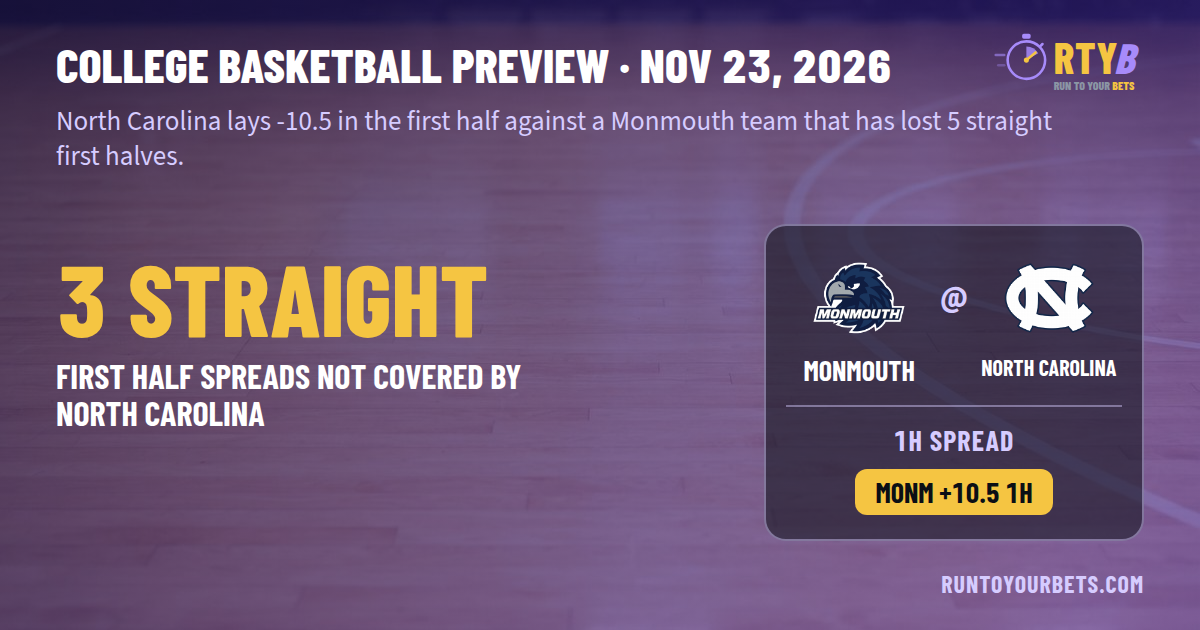 COLLEGE BASKETBALL PREVIEW · NOV 23, 2026
RTYB
RUN TO YOUR BETS
North Carolina lays -10.5 in the first half against a Monmouth team that has lost 5 straight
first halves.
3 STRAIGHT
FIRST HALF SPREADS NOT COVERED BY
NORTH CAROLINA
MONMOUTH
@
NC
MONMOUTH
NORTH CAROLINA
1H SPREAD
MONM +10.5 1H
RUNTOYOURBETS.COM